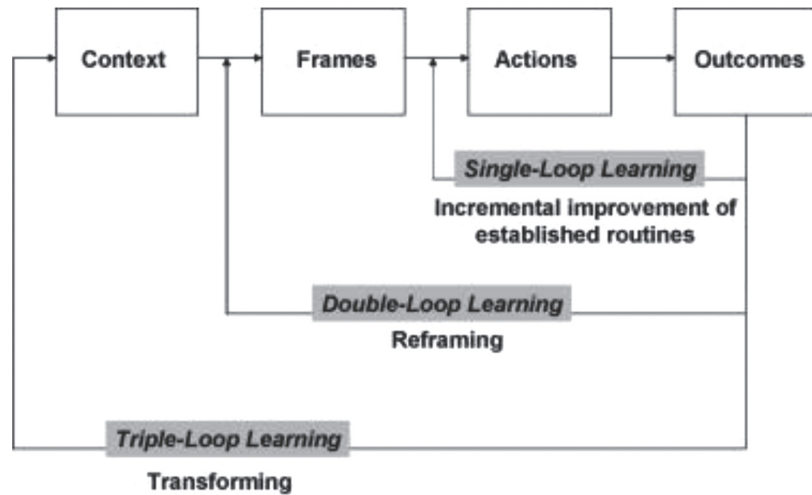 Context
Frames
Actions
Outcomes
Single-Loop Learning
Incremental improvement of
established routines
Double-Loop Learning
Reframing
Triple-Loop Learning
Transforming